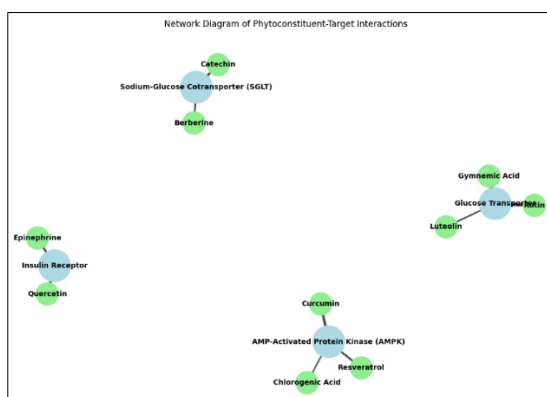 Network Diagram of Phytoconstituent-Target Interactions
Catechin
Sodium-Glucose Cotransporter (SGLT)
Berberine
Gymnemic Acid
Glucose Transporter
Rutin
Luteolin
Epinephrine
Insulin Receptor
Quercetin
Curcumin
AMP-Activated Protein Kinase (AMPK)
Resveratrol
Chlorogenic Acid